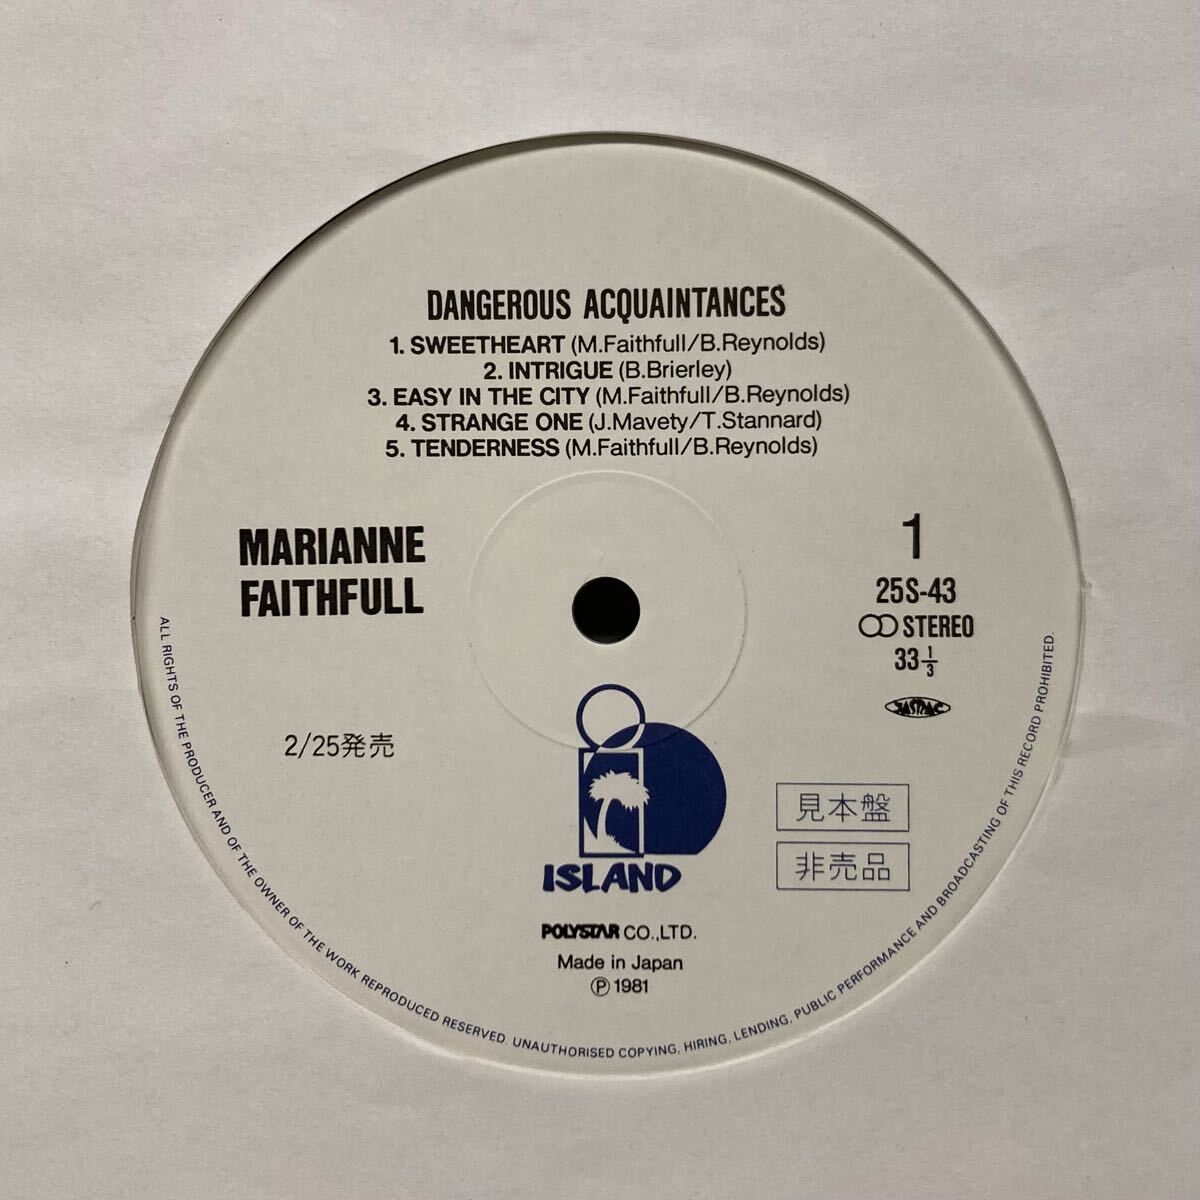 DANGEROUS ACQUAINTANCES
1. SWEETHEART (M.Faithfull/B.Reynolds)
2. INTRIGUE (B.Brierley)
3. EASY IN THE CITY (M.Faithfull/B.Reynolds)
4. STRANGE ONE (J.Mavety/T.Stannard)
5. TENDERNESS (M.Faithfull/B.Reynolds)
MARIANNE
FAITHFULL
1
25S-43
STEREO
33 1/3
JASRAC
2/25発売
見本盤
非売品
ISLAND
POLYSTAR CO.,LTD.
Made in Japan
Ⓟ 1981
ALL RIGHTS OF THE PRODUCER AND OF THE OWNER OF THE WORK REPRODUCED RESERVED. UNAUTHORISED COPYING, HIRING, LENDING, PUBLIC PERFORMANCE AND BROADCASTING OF THIS RECORD PROHIBITED.